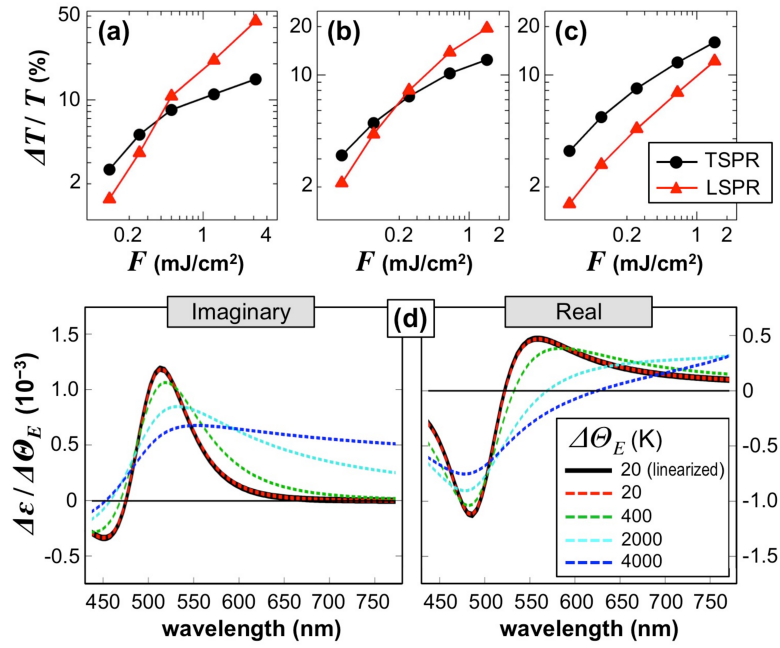 (a)
(b)
(c)
ΔT / T (%)
50
10
2
20
10
2
20
10
2
TSPR
LSPR
0.2
1
4
0.2
1
2
0.2
1
2
F (mJ/cm²)
F (mJ/cm²)
F (mJ/cm²)
Imaginary
(d)
Real
Δε / ΔΘE (10⁻³)
1.5
1.0
0.5
0
-0.5
0.5
0
-0.5
-1.0
-1.5
ΔΘE (K)
20 (linearized)
20
400
2000
4000
450 500 550 600 650 700 750
450 500 550 600 650 700 750
wavelength (nm)
wavelength (nm)